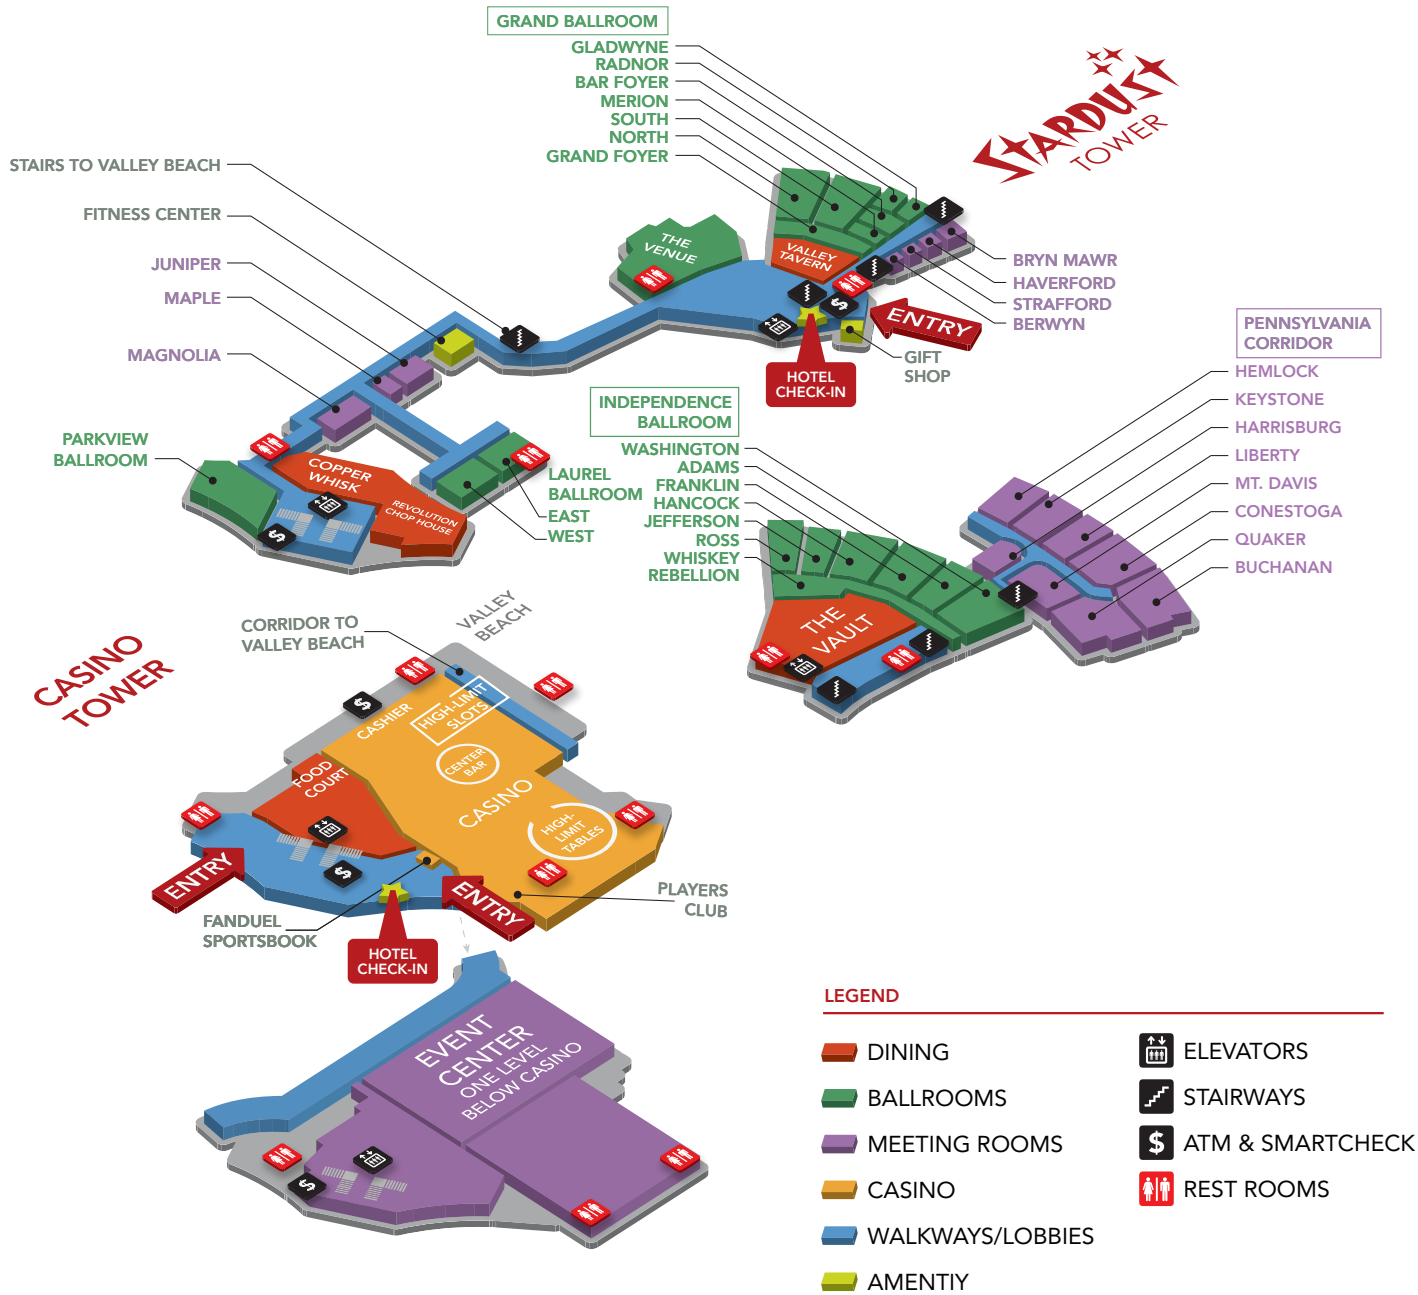 GRAND BALLROOM
GLADWYNE
RADNOR
BAR FOYER
MERION
SOUTH
NORTH
GRAND FOYER
STARDUST
TOWER
STAIRS TO VALLEY BEACH
FITNESS CENTER
JUNIPER
MAPLE
MAGNOLIA
PARKVIEW
BALLROOM
THE
VENUE
VALLEY
TAVERN
$
ENTRY
HOTEL
CHECK-IN
GIFT
SHOP
BRYN MAWR
HAVERFORD
STRAFFORD
BERWYN
COPPER
WHISK
REVOLUTION
CHOP HOUSE
$
LAUREL
BALLROOM
EAST
WEST
INDEPENDENCE
BALLROOM
WASHINGTON
ADAMS
FRANKLIN
HANCOCK
JEFFERSON
ROSS
WHISKEY
REBELLION
THE
VAULT
PENNSYLVANIA
CORRIDOR
HEMLOCK
KEYSTONE
HARRISBURG
LIBERTY
MT. DAVIS
CONESTOGA
QUAKER
BUCHANAN
CASINO
TOWER
CORRIDOR TO
VALLEY BEACH
VALLEY
BEACH
$
CASHIER
HIGH-LIMIT
SLOTS
CENTER
BAR
FOOD
COURT
CASINO
HIGH-
LIMIT
TABLES
$
ENTRY
ENTRY
FANDUEL
SPORTSBOOK
HOTEL
CHECK-IN
PLAYERS
CLUB
EVENT
CENTER
ONE LEVEL
BELOW CASINO
$
LEGEND
DINING
BALLROOMS
MEETING ROOMS
CASINO
WALKWAYS/LOBBIES
AMENTIY
ELEVATORS
STAIRWAYS
$ ATM & SMARTCHECK
REST ROOMS